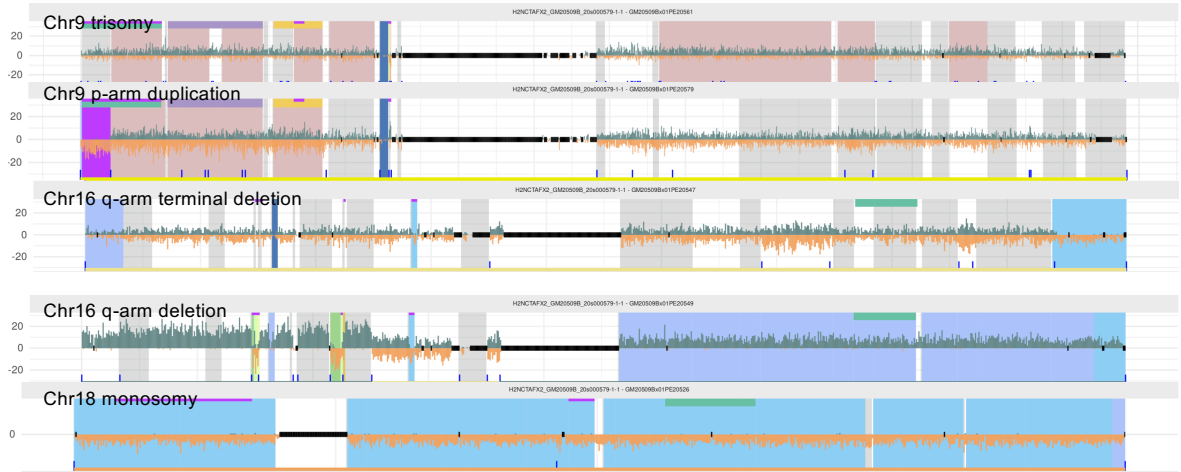 H2NCTAFX2_GM20509B_20s000579-1-1 - GM20509Bx01PE20561
Chr9 trisomy
20
0
-20
H2NCTAFX2_GM20509B_20s000579-1-1 - GM20509Bx01PE20579
Chr9 p-arm duplication
20
0
-20
H2NCTAFX2_GM20509B_20s000579-1-1 - GM20509Bx01PE20547
Chr16 q-arm terminal deletion
20
0
-20
H2NCTAFX2_GM20509B_20s000579-1-1 - GM20509Bx01PE20549
Chr16 q-arm deletion
20
0
-20
H2NCTAFX2_GM20509B_20s000579-1-1 - GM20509Bx01PE20526
Chr18 monosomy
0